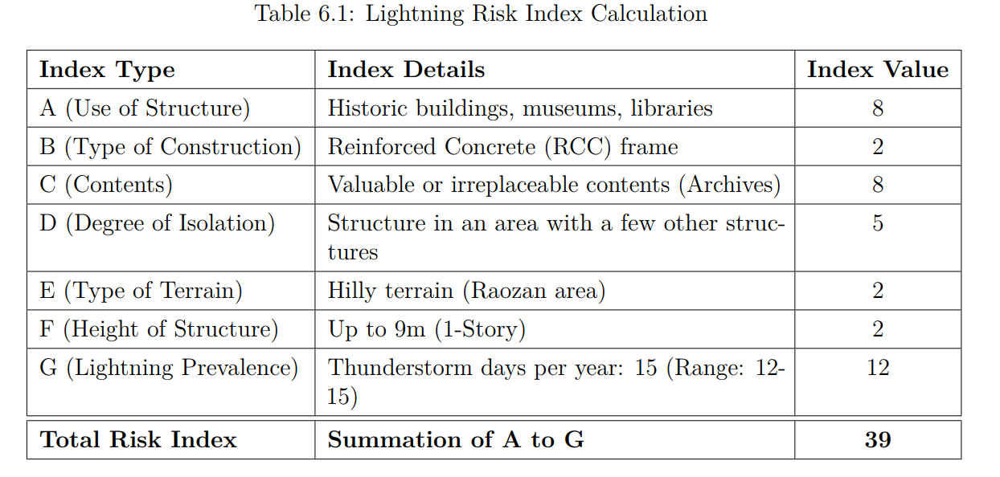 Table 6.1: Lightning Risk Index Calculation
Index Type Index Details Index Value
A (Use of Structure) Historic buildings, museums, libraries 8
B (Type of Construction) Reinforced Concrete (RCC) frame 2
C (Contents) Valuable or irreplaceable contents (Archives) 8
D (Degree of Isolation) Structure in an area with a few other struc- 5
tures
E (Type of Terrain) Hilly terrain (Raozan area) 2
F (Height of Structure) Up to 9m (1-Story) 2
G (Lightning Prevalence) Thunderstorm days per year: 15 (Range: 12- 12
15)
Total Risk Index Summation of A to G 39